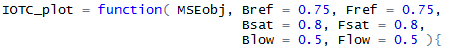 IOTC_plot = function( MSEobj, Bref = 0.75, Fref = 0.75,
Bsat = 0.8, Fsat = 0.8,
Blow = 0.5, Flow = 0.5 ){